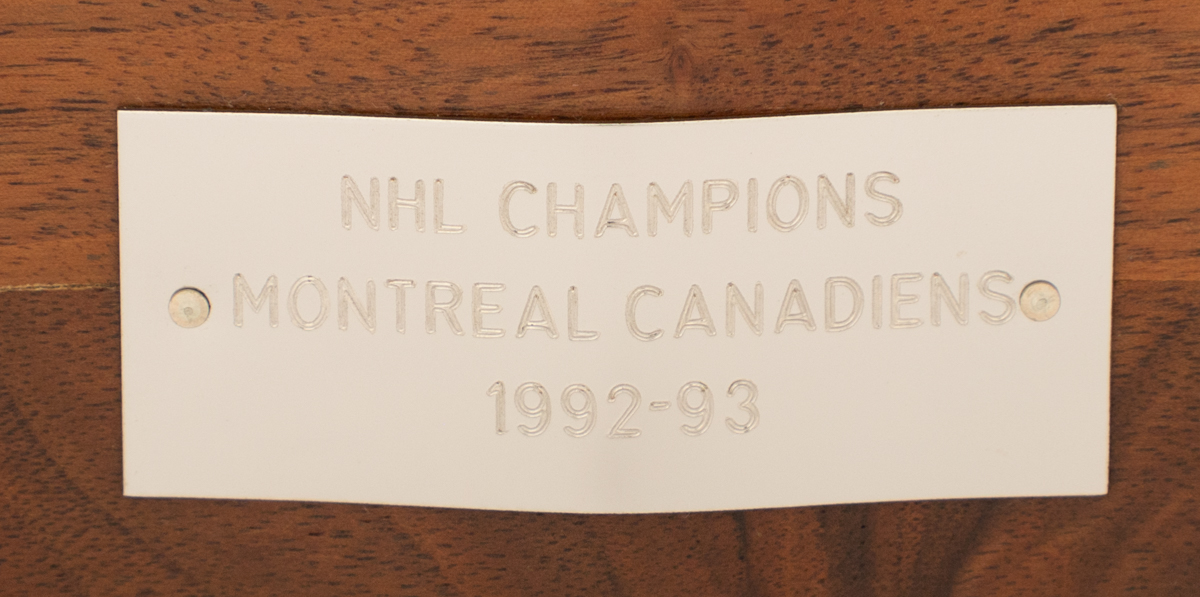 NHL CHAMPIONS
MONTREAL CANADIENS
1992-93